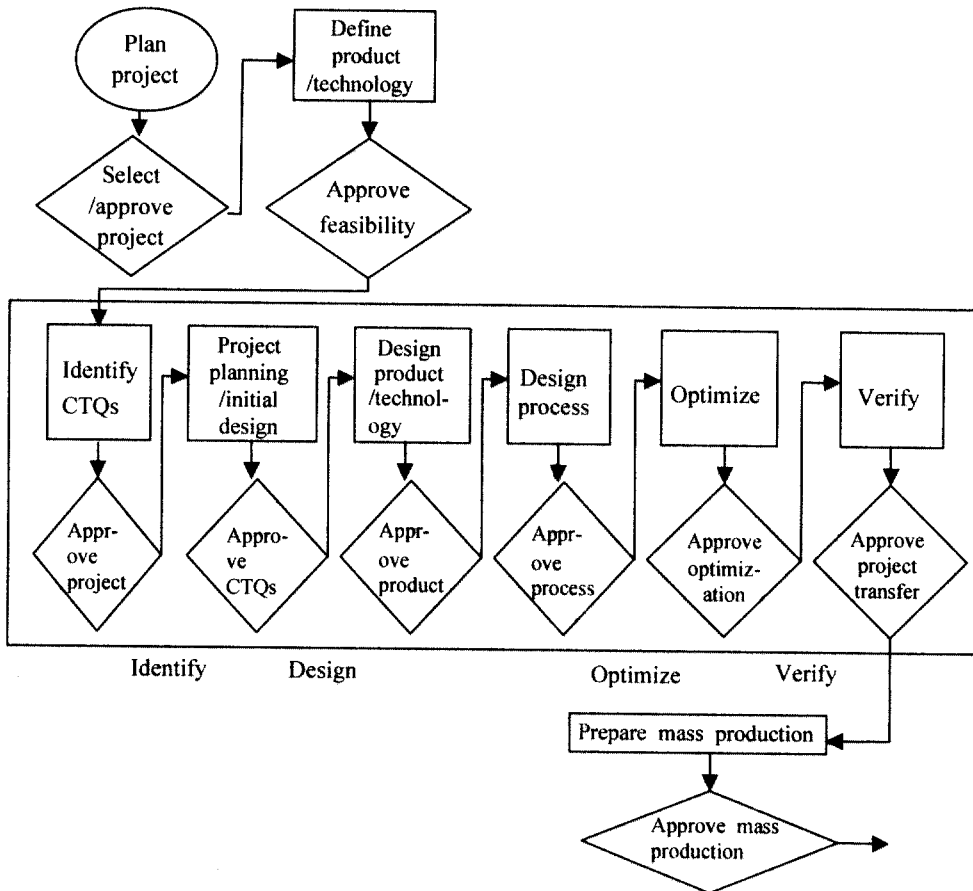 Plan
project
Define
product
/technology
Select
/approve
project
Approve
feasibility
Identify
CTQs
Project
planning
/initial
design
Design
product
/technol-
ogy
Design
process
Optimize
Verify
Appr-
ove
project
Appro-
ve
CTQs
Appr-
ove
product
Appr-
ove
process
Approve
optimiz-
ation
Approve
project
transfer
Identify
Design
Optimize
Verify
Prepare mass production
Approve mass
production